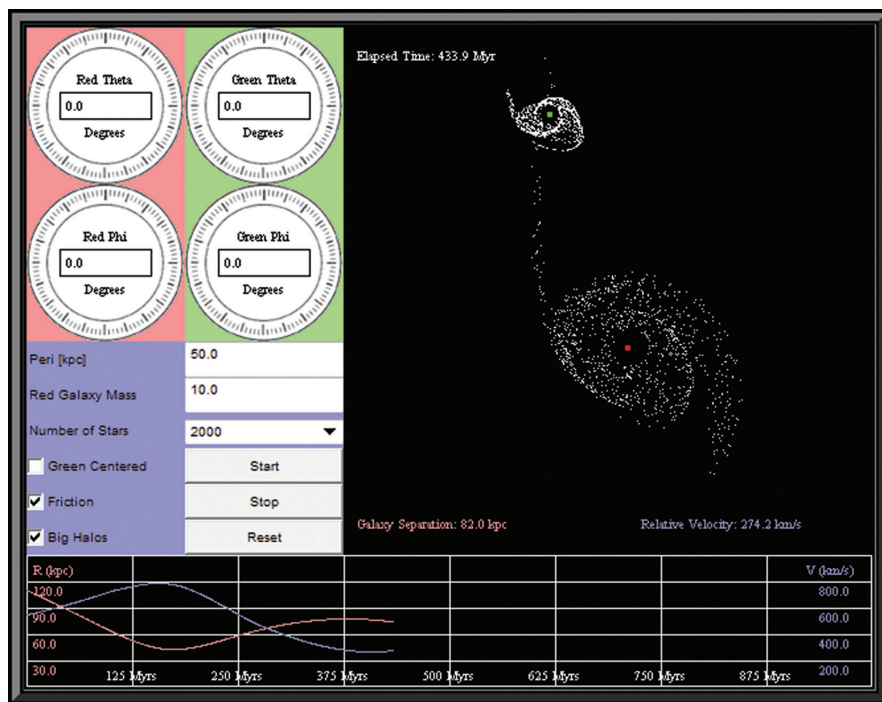 Red Theta
0.0
Degrees
Green Theta
0.0
Degrees
Red Phi
0.0
Degrees
Green Phi
0.0
Degrees
Peri [kpc]
50.0
Red Galaxy Mass
10.0
Number of Stars
2000
Green Centered
Start
Friction
Stop
Big Halos
Reset
Elapsed Time: 433.9 Myr
Galaxy Separation: 82.0 kpc
Relative Velocity: 274.2 km/s
R (kpc)
V (km/s)
120.0
800.0
90.0
600.0
60.0
400.0
30.0
125 Myrs
250 Myrs
375 Myrs
500 Myrs
625 Myrs
750 Myrs
875 Myrs
200.0